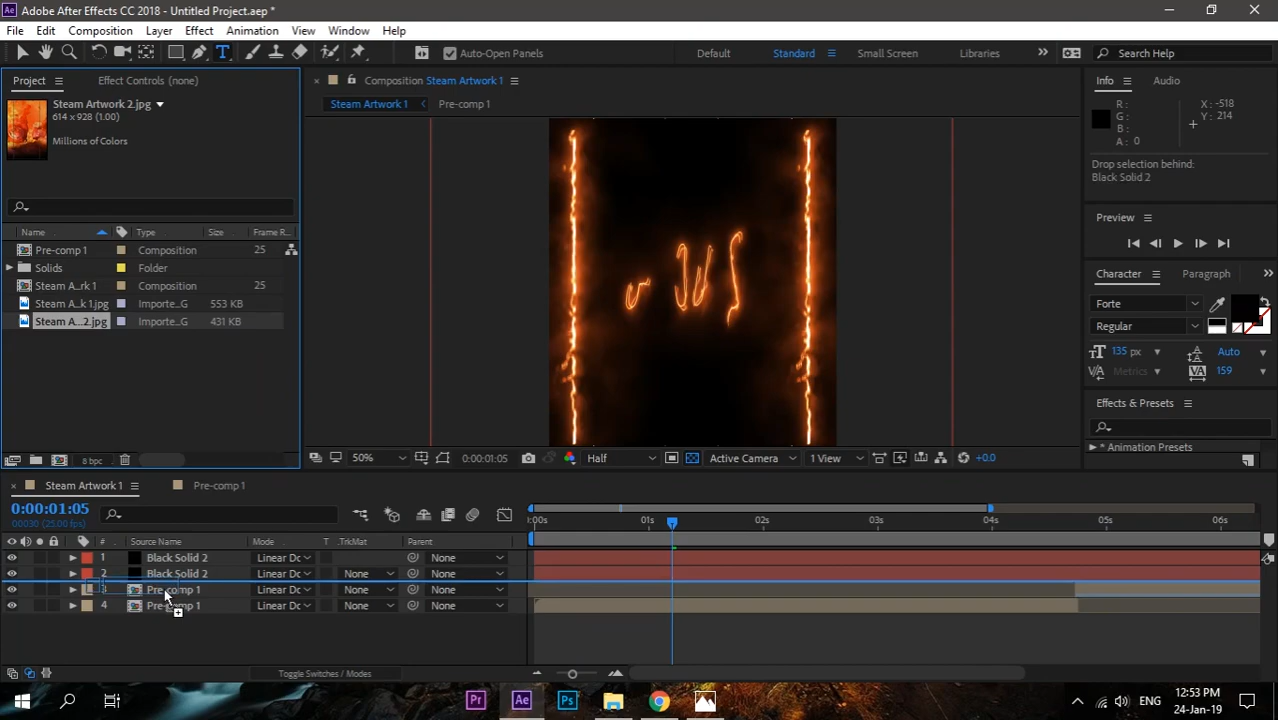 Ae Adobe After Effects CC 2018 - Untitled Project.aep *
File Edit Composition Layer Effect Animation View Window Help
Auto-Open Panels Default Standard Small Screen Libraries Search Help
Project Effect Controls (none)
Steam Artwork 2.jpg
614 x 928 (1.00)
Millions of Colors
Name Type Size Frame R...
Pre-comp 1 Composition 25
Solids Folder
Steam A...rk 1 Composition 25
Steam A...k 1.jpg Importe...G 553 KB
Steam A...2.jpg Importe...G 431 KB
8 bpc
Composition Steam Artwork 1
Steam Artwork 1 Pre-comp 1
50% 0:00:01:05 Half Active Camera 1 View +0.0
Info Audio
R :
G :
B :
A : 0
X : -518
Y : 214
Drop selection behind:
Black Solid 2
Preview
Character Paragraph
Forte
Regular
135 px Auto
Metrics 159
Effects & Presets
* Animation Presets
Steam Artwork 1 Pre-comp 1
0:00:01:05
00030 (25.00 fps)
# Source Name Mode T .TrkMat Parent
1 Black Solid 2 Linear Dc None
2 Black Solid 2 Linear Dc None None
3 Pre-comp 1 Linear Dc None None
4 Pre-comp 1 Linear Dc None None
:00s 01s 02s 03s 04s 05s 06s
Toggle Switches / Modes
Pr Ae Ps
ENG
12:53 PM
24-Jan-19